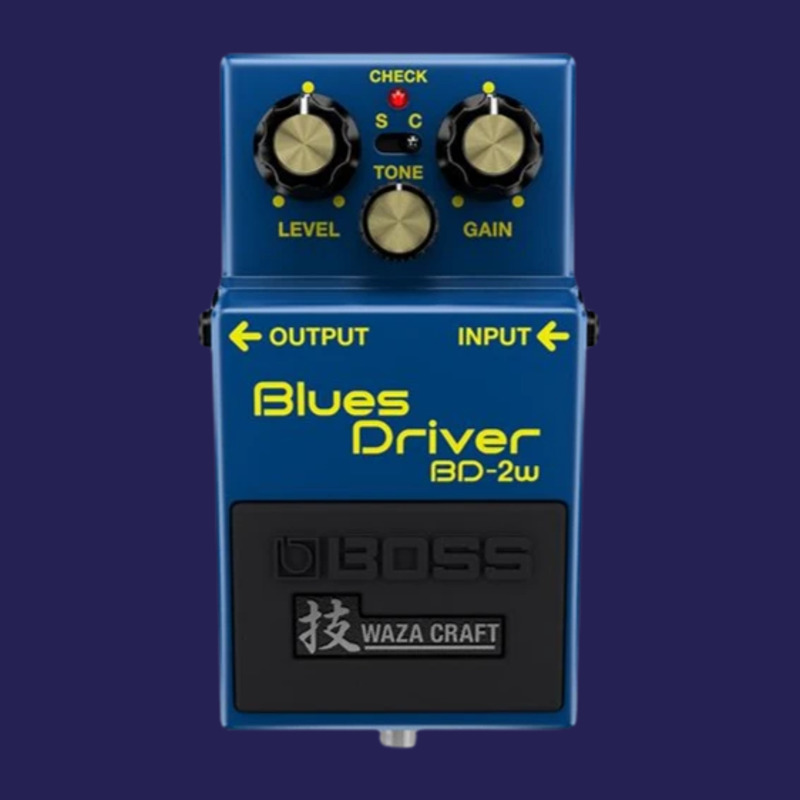 CHECK
S C
TONE
LEVEL
GAIN
OUTPUT
INPUT
Blues
Driver
BD-2w
BOSS
技 WAZA CRAFT